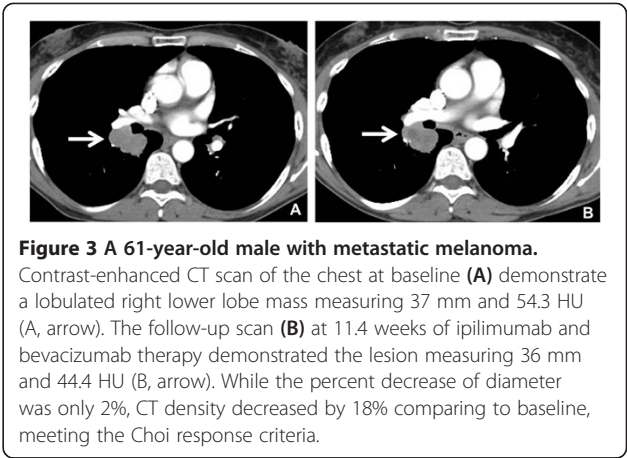 A
B
Figure 3 A 61-year-old male with metastatic melanoma.
Contrast-enhanced CT scan of the chest at baseline (A) demonstrate
a lobulated right lower lobe mass measuring 37 mm and 54.3 HU
(A, arrow). The follow-up scan (B) at 11.4 weeks of ipilimumab and
bevacizumab therapy demonstrated the lesion measuring 36 mm
and 44.4 HU (B, arrow). While the percent decrease of diameter
was only 2%, CT density decreased by 18% comparing to baseline,
meeting the Choi response criteria.